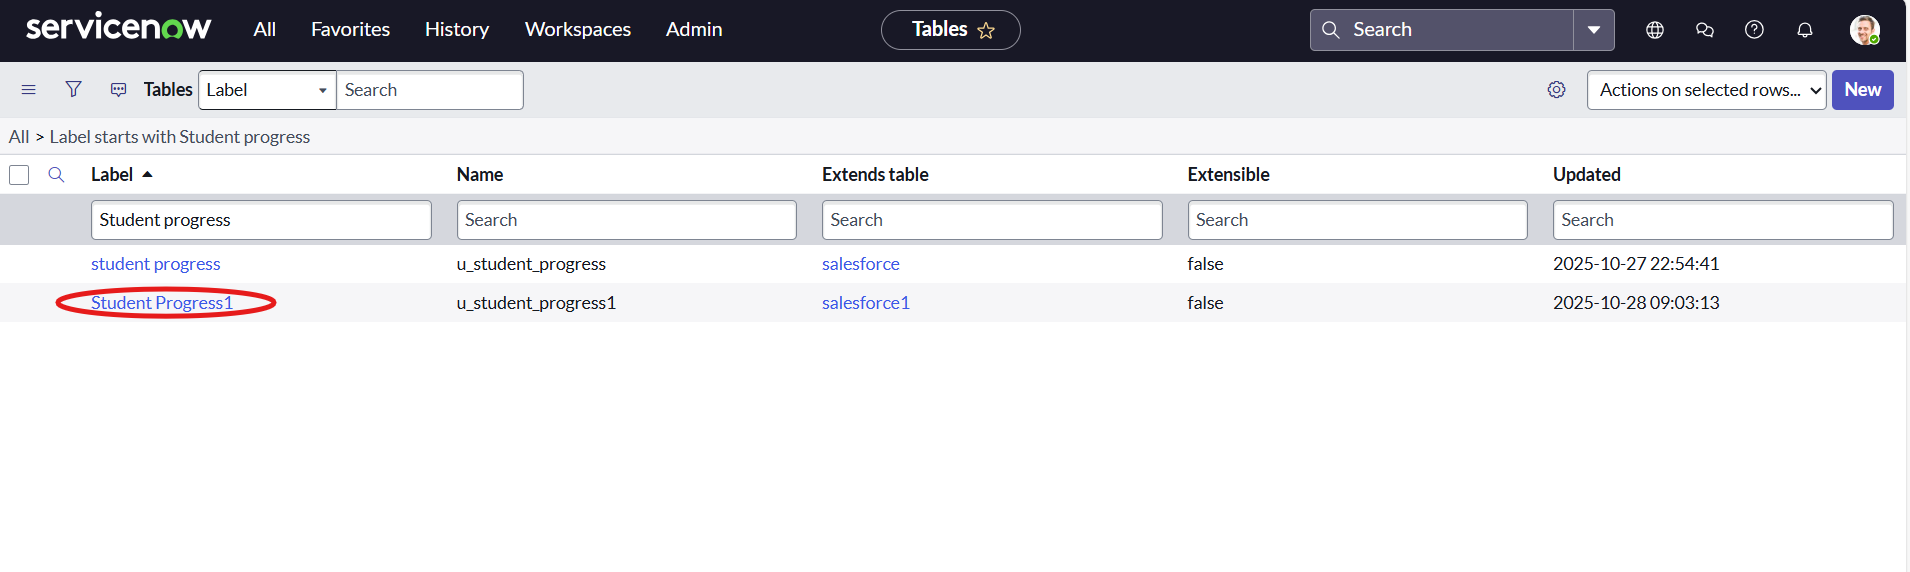 servicenow All Favorites History Workspaces Admin Tables Search
Tables Label Search Actions on selected rows... New
All > Label starts with Student progress
Label Name Extends table Extensible Updated
Student progress Search Search Search Search
student progress u_student_progress salesforce false 2025-10-27 22:54:41
Student Progress1 u_student_progress1 salesforce1 false 2025-10-28 09:03:13